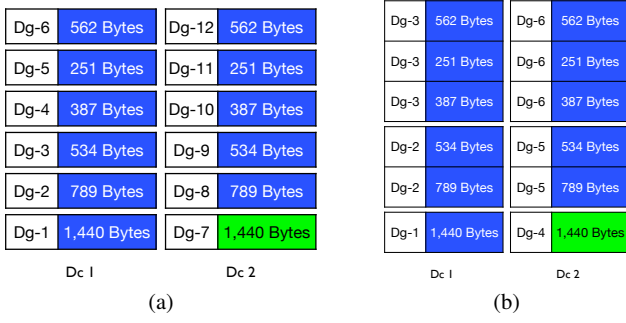 Dg-6 562 Bytes Dg-12 562 Bytes
Dg-5 251 Bytes Dg-11 251 Bytes
Dg-4 387 Bytes Dg-10 387 Bytes
Dg-3 534 Bytes Dg-9 534 Bytes
Dg-2 789 Bytes Dg-8 789 Bytes
Dg-1 1,440 Bytes Dg-7 1,440 Bytes
Dc 1 Dc 2
(a)
Dg-3 562 Bytes Dg-6 562 Bytes
Dg-3 251 Bytes Dg-6 251 Bytes
Dg-3 387 Bytes Dg-6 387 Bytes
Dg-2 534 Bytes Dg-5 534 Bytes
Dg-2 789 Bytes Dg-5 789 Bytes
Dg-1 1,440 Bytes Dg-4 1,440 Bytes
Dc 1 Dc 2
(b)